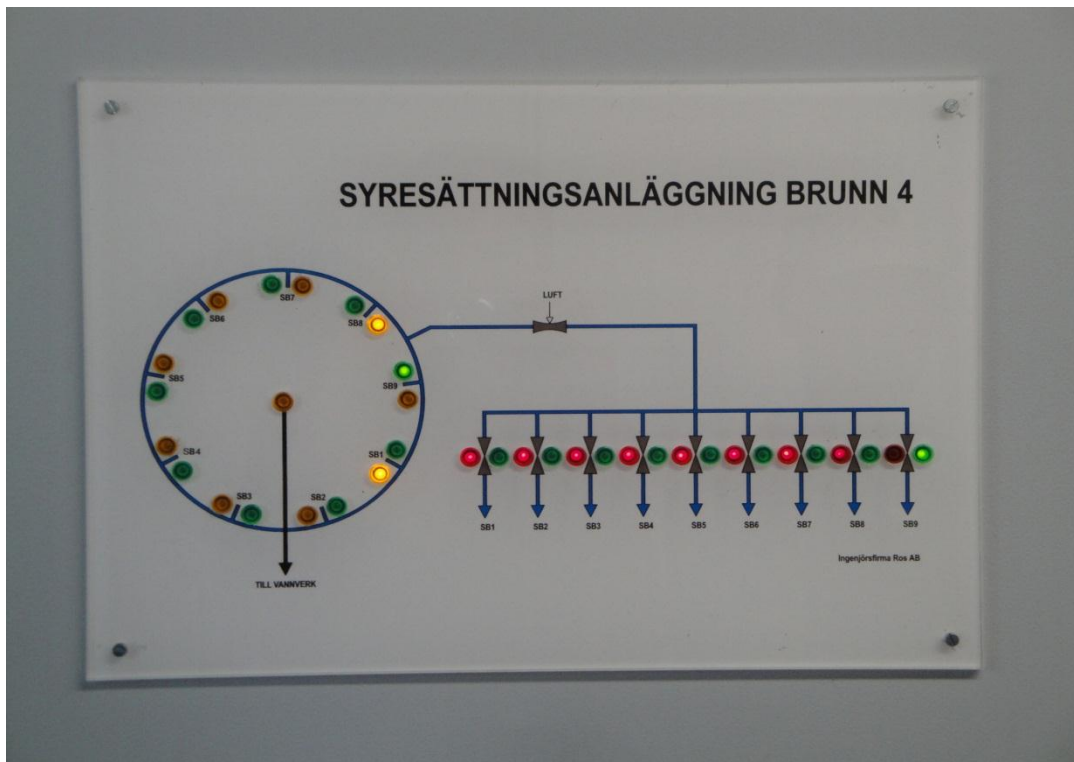 SYRESÄTTNINGSANLÄGGNING BRUNN 4
SB7
SB6
SB8
SB5
SB9
SB4
SB1
SB3
SB2
TILL VANNVERK
LUFT
SB1 SB2 SB3 SB4 SB5 SB6 SB7 SB8 SB9
Ingenjörsfirma Ros AB